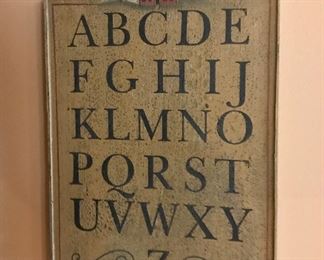 ABCDE
FGHIJ
KLMNO
PQRST
UVWXY
Z